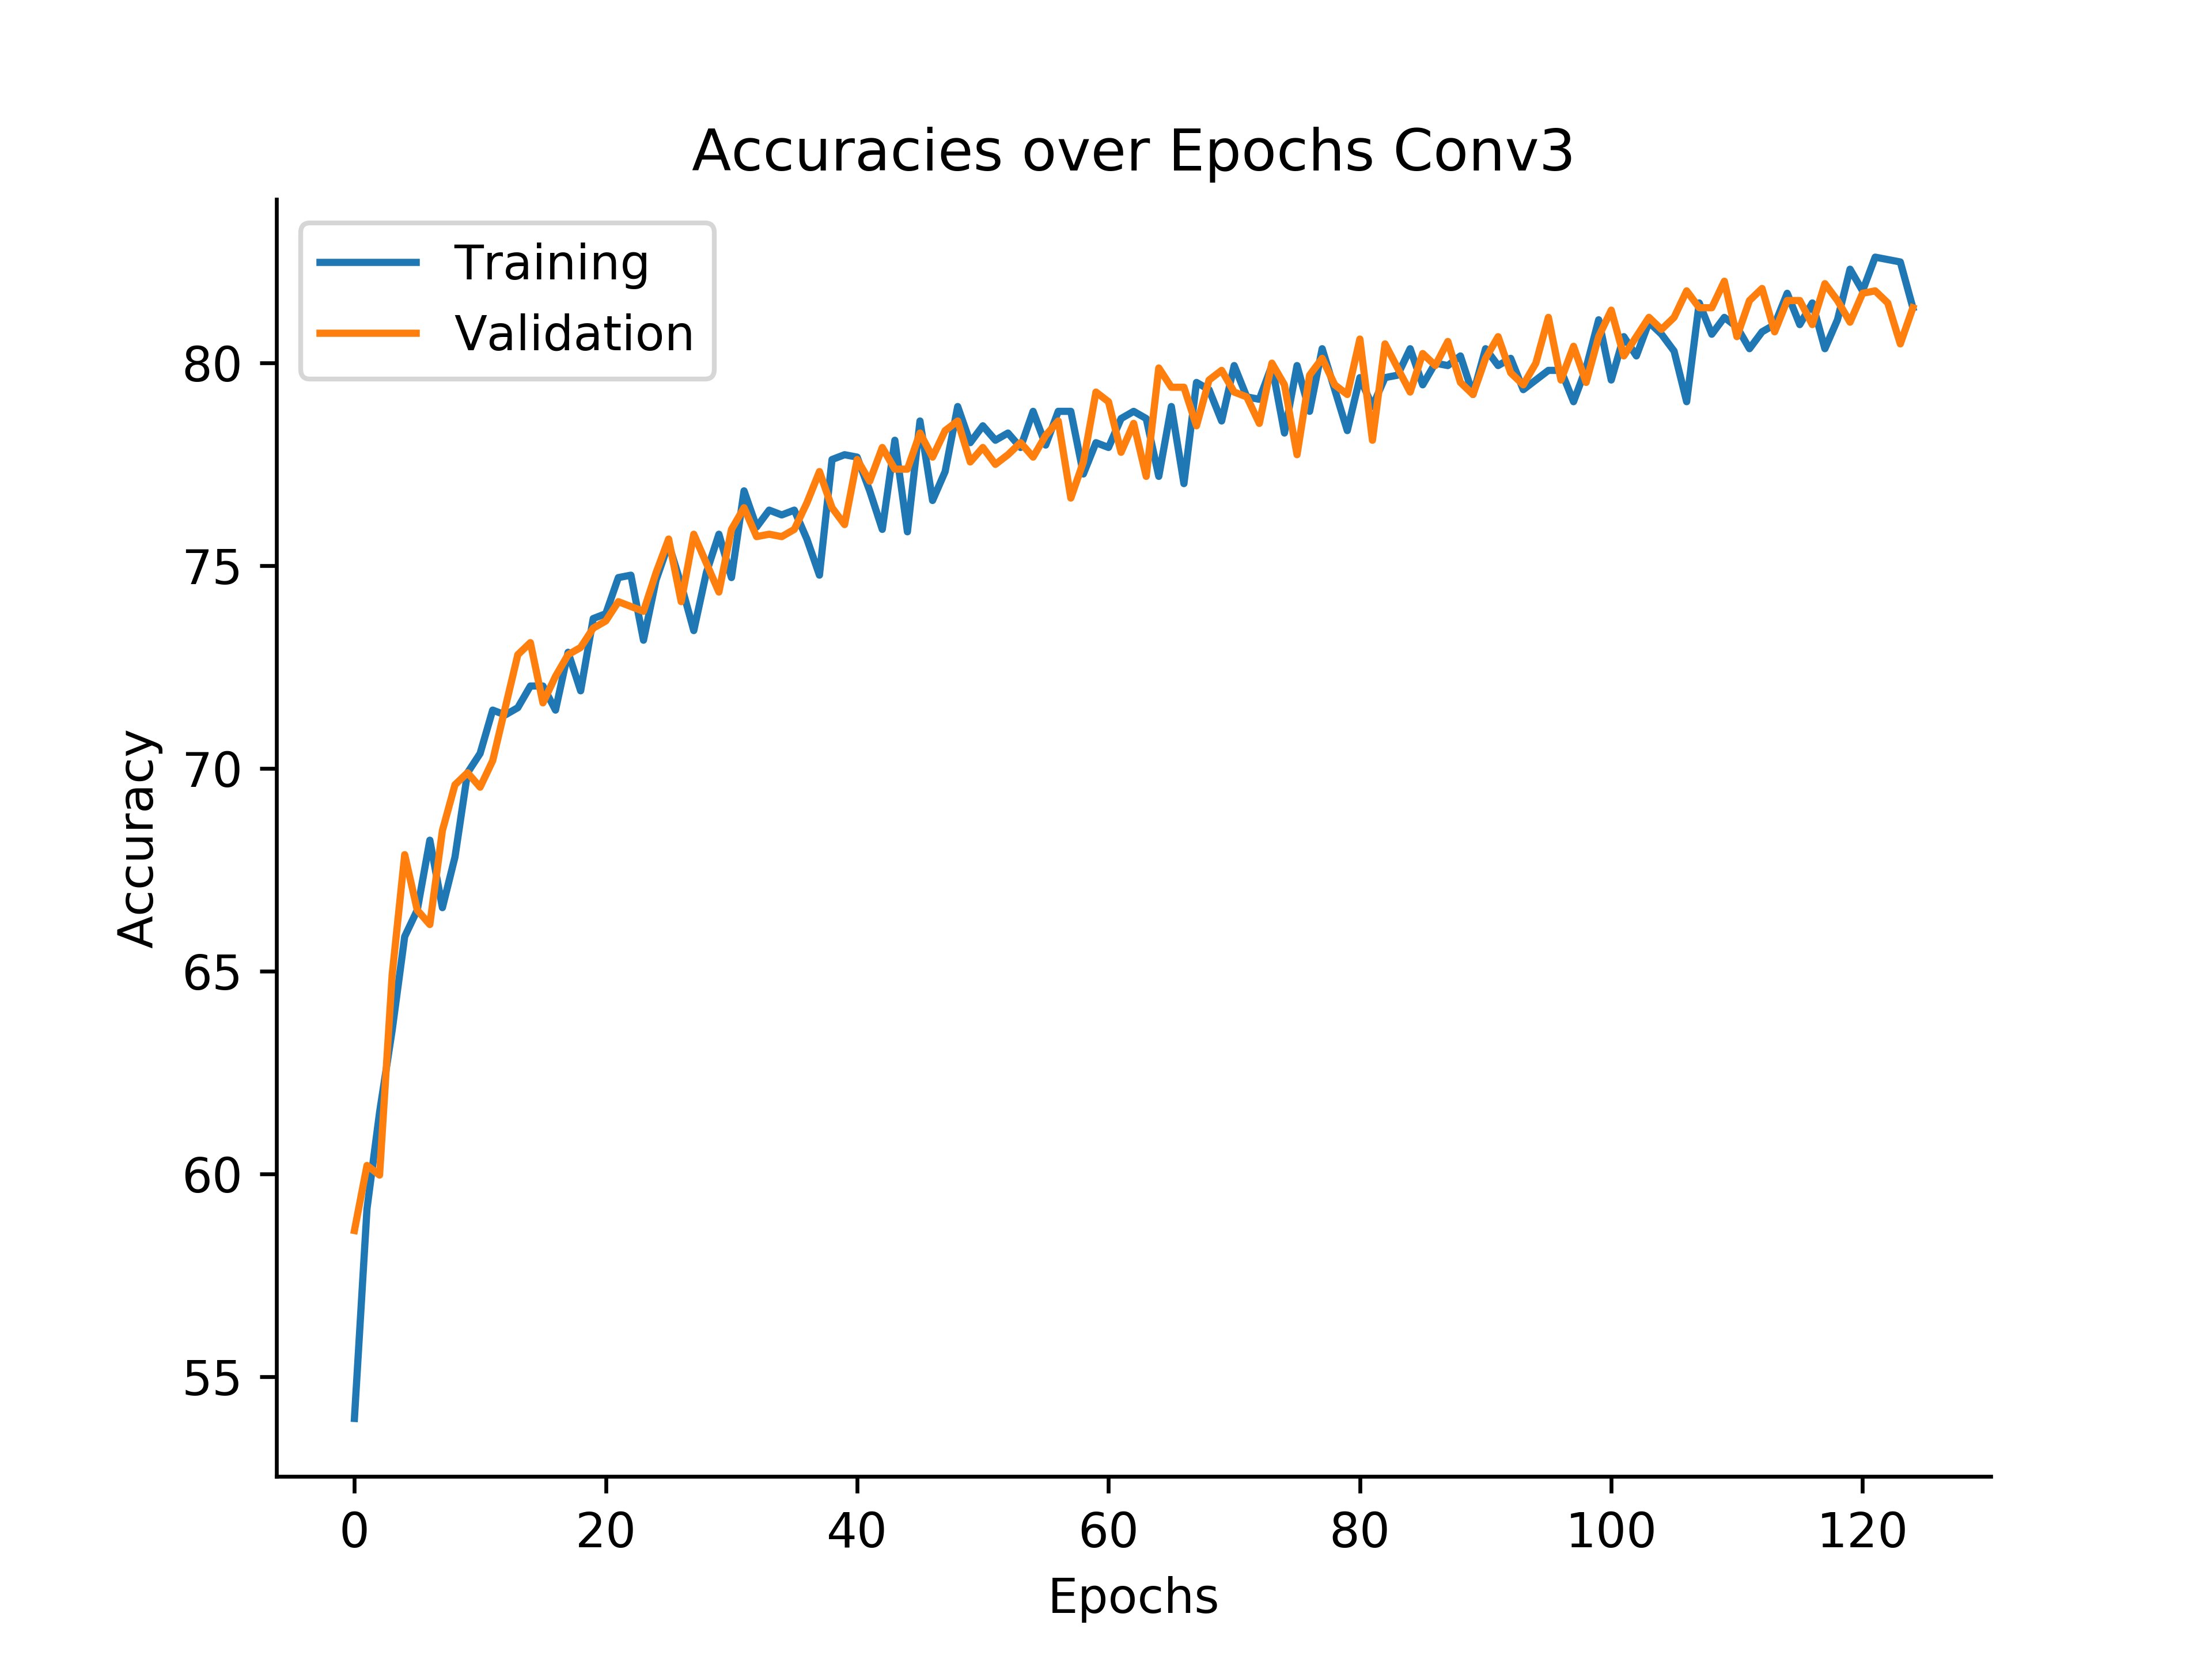 Accuracies over Epochs Conv3
Training
Validation
80
75
70
65
60
55
Accuracy
0 20 40 60 80 100 120
Epochs